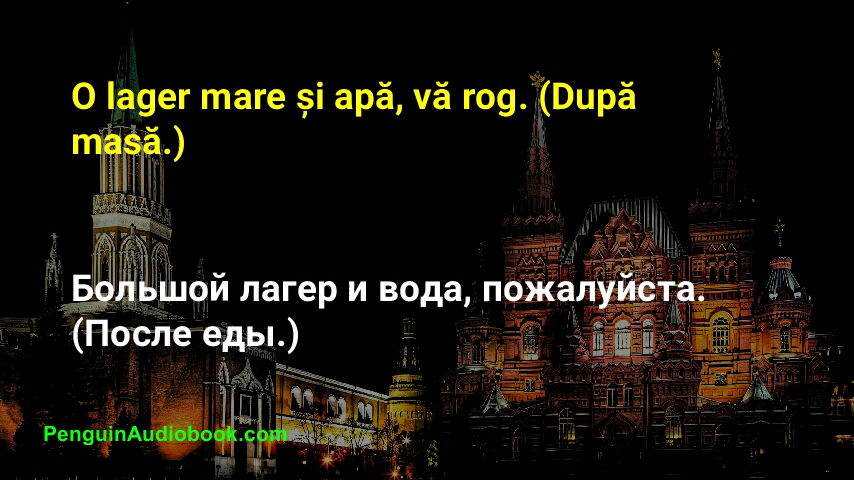 O lager mare și apă, vă rog. (După
masă.)
Большой лагер и вода, пожалуйста.
(После еды.)
PenguinAudiobook.com